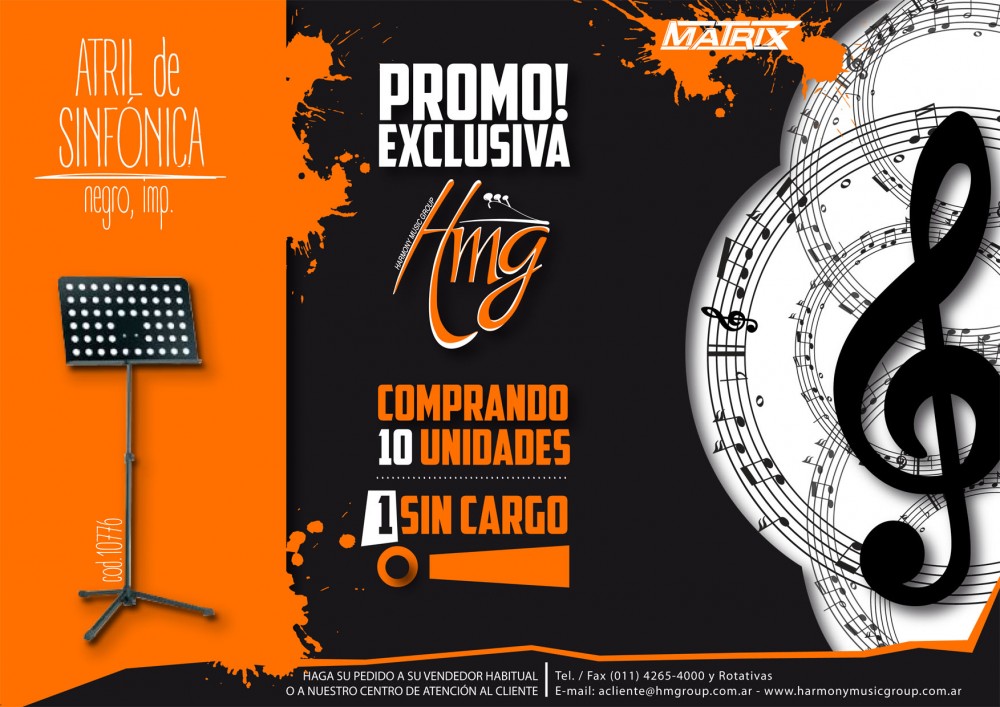 ATRIL de
SINFÓNICA
negro, imp.
cod.10776
MATRIX
PROMO!
EXCLUSIVA
HARMONY MUSIC GROUP
Hmg
COMPRANDO
10 UNIDADES
1 SIN CARGO
HAGA SU PEDIDO A SU VENDEDOR HABITUAL
O A NUESTRO CENTRO DE ATENCIÓN AL CLIENTE
Tel. / Fax (011) 4265-4000 y Rotativas
E-mail: acliente@hmgroup.com.ar - www.harmonymusicgroup.com.ar